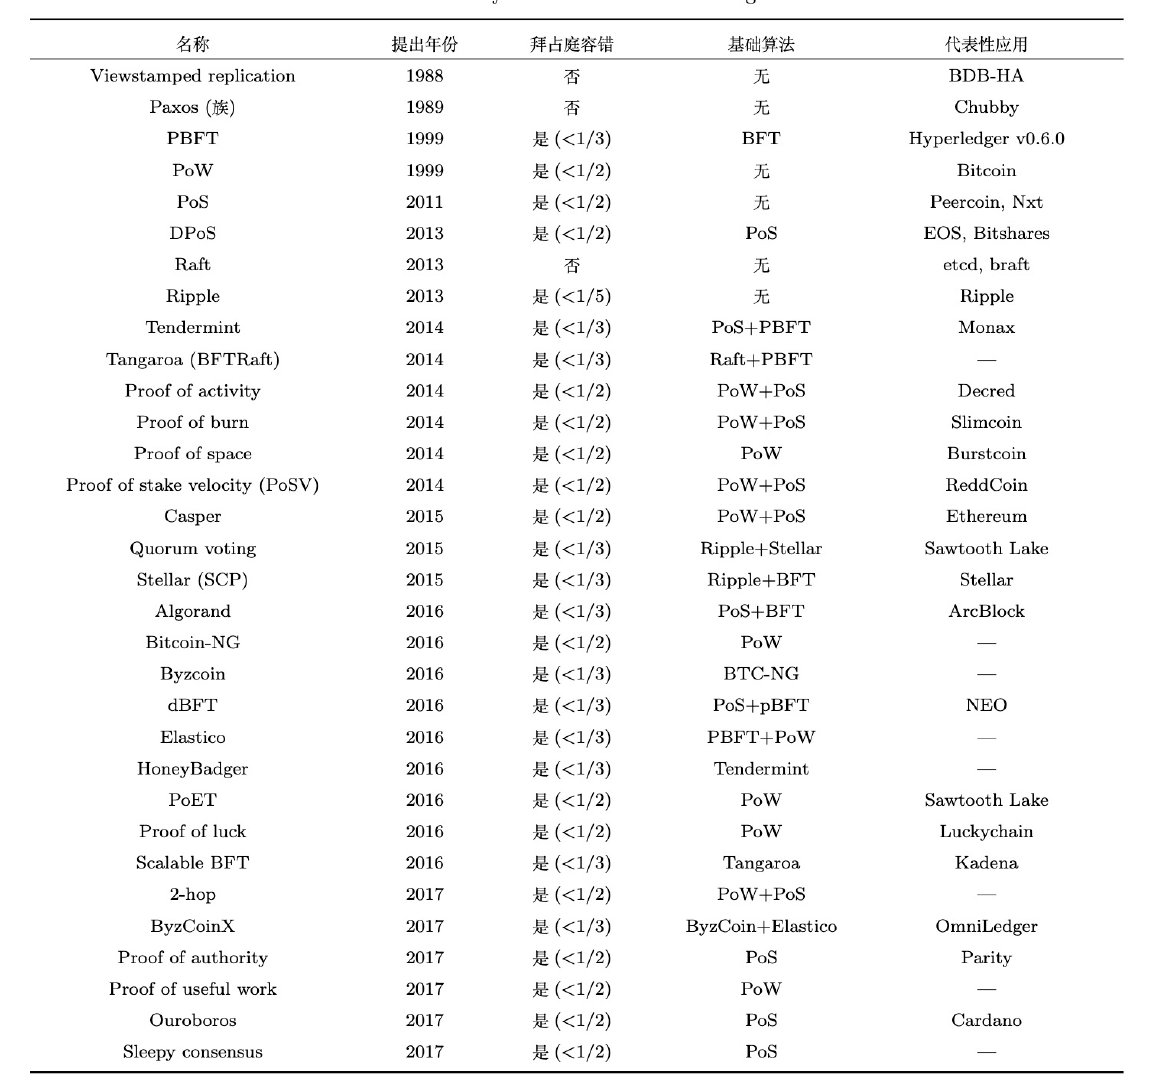 名称 提出年份 拜占庭容错 基础算法 代表性应用
Viewstamped replication 1988 否 无 BDB-HA
Paxos (族) 1989 否 无 Chubby
PBFT 1999 是 (<1/3) BFT Hyperledger v0.6.0
PoW 1999 是 (<1/2) 无 Bitcoin
PoS 2011 是 (<1/2) 无 Peercoin, Nxt
DPoS 2013 是 (<1/2) PoS EOS, Bitshares
Raft 2013 否 无 etcd, braft
Ripple 2013 是 (<1/5) 无 Ripple
Tendermint 2014 是 (<1/3) PoS+PBFT Monax
Tangaroa (BFTRaft) 2014 是 (<1/3) Raft+PBFT —
Proof of activity 2014 是 (<1/2) PoW+PoS Decred
Proof of burn 2014 是 (<1/2) PoW+PoS Slimcoin
Proof of space 2014 是 (<1/2) PoW Burstcoin
Proof of stake velocity (PoSV) 2014 是 (<1/2) PoW+PoS ReddCoin
Casper 2015 是 (<1/2) PoW+PoS Ethereum
Quorum voting 2015 是 (<1/3) Ripple+Stellar Sawtooth Lake
Stellar (SCP) 2015 是 (<1/3) Ripple+BFT Stellar
Algorand 2016 是 (<1/3) PoS+BFT ArcBlock
Bitcoin-NG 2016 是 (<1/2) PoW —
Byzcoin 2016 是 (<1/3) BTC-NG —
dBFT 2016 是 (<1/3) PoS+pBFT NEO
Elastico 2016 是 (<1/3) PBFT+PoW —
HoneyBadger 2016 是 (<1/3) Tendermint —
PoET 2016 是 (<1/2) PoW Sawtooth Lake
Proof of luck 2016 是 (<1/2) PoW Luckychain
Scalable BFT 2016 是 (<1/3) Tangaroa Kadena
2-hop 2017 是 (<1/2) PoW+PoS —
ByzCoinX 2017 是 (<1/3) ByzCoin+Elastico OmniLedger
Proof of authority 2017 是 (<1/2) PoS Parity
Proof of useful work 2017 是 (<1/2) PoW —
Ouroboros 2017 是 (<1/2) PoS Cardano
Sleepy consensus 2017 是 (<1/2) PoS —